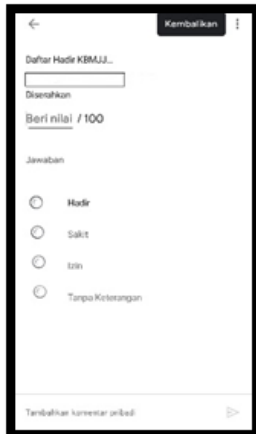 Kembalikan
Daftar Hadir KBMJJ...
Diserahkan
Beri nilai / 100
Jawaban
Hadir
Sakit
Izin
Tanpa Keterangan
Tambahkan komentar pribadi